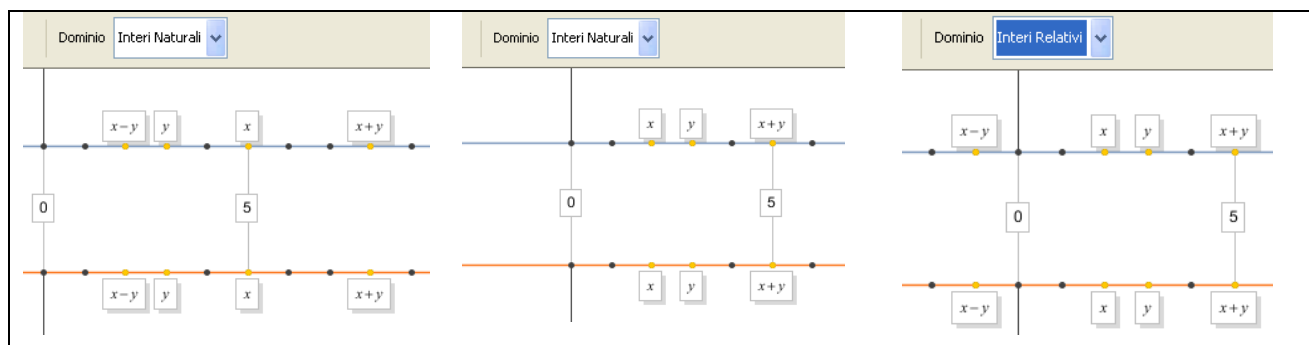 Dominio Interi Naturali
x−y y x x+y
0 5
x−y y x x+y
Dominio Interi Naturali
x y x+y
0 5
x y x+y
Dominio Interi Relativi
x−y x y x+y
0 5
x−y x y x+y